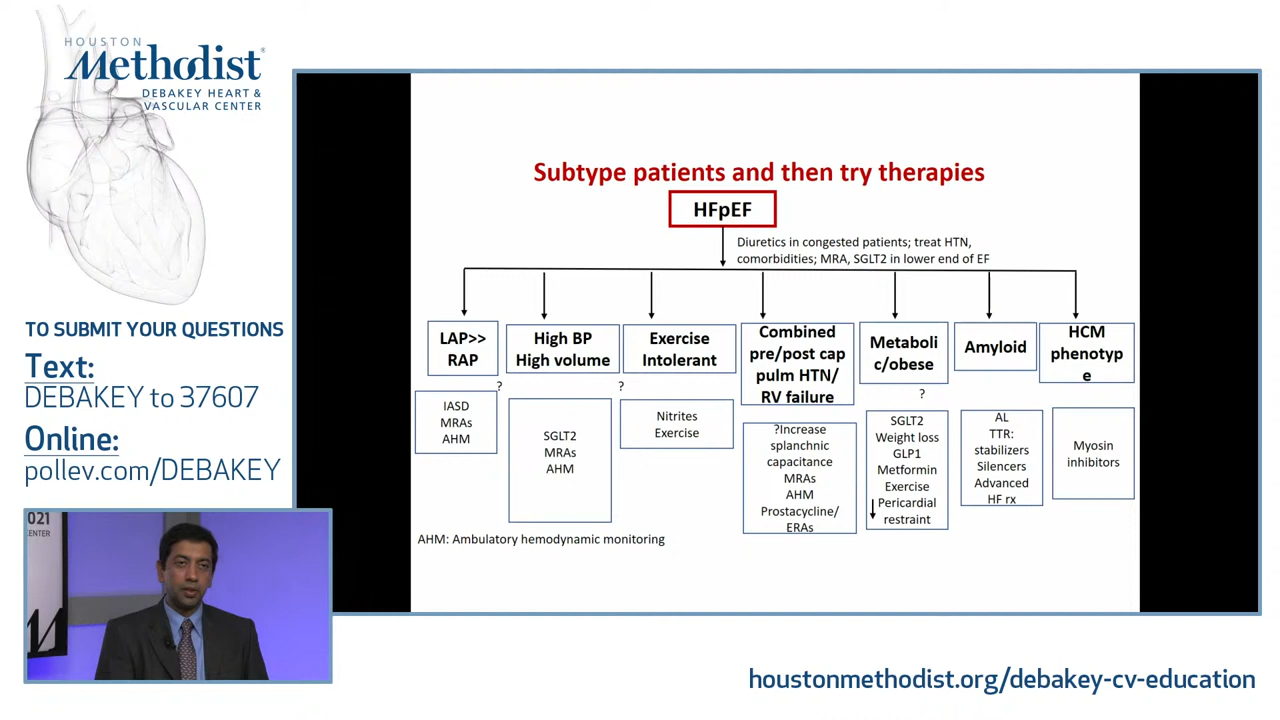 HOUSTON
Methodist®
DEBAKEY HEART &
VASCULAR CENTER
TO SUBMIT YOUR QUESTIONS
Text:
DEBAKEY to 37607
Online:
pollev.com/DEBAKEY
021
ENTER
Subtype patients and then try therapies
HFpEF
Diuretics in congested patients; treat HTN,
comorbidities; MRA, SGLT2 in lower end of EF
LAP>>
RAP
?
IASD
MRAs
AHM
High BP
High volume
SGLT2
MRAs
AHM
Exercise
Intolerant
?
Nitrites
Exercise
Combined
pre/post cap
pulm HTN/
RV failure
?Increase
splanchnic
capacitance
MRAs
AHM
Prostacycline/
ERAs
Metaboli
c/obese
?
SGLT2
Weight loss
GLP1
Metformin
Exercise
↓ Pericardial
restraint
Amyloid
AL
TTR:
stabilizers
Silencers
Advanced
HF rx
HCM
phenotyp
e
Myosin
inhibitors
AHM: Ambulatory hemodynamic monitoring
houstonmethodist.org/debakey-cv-education